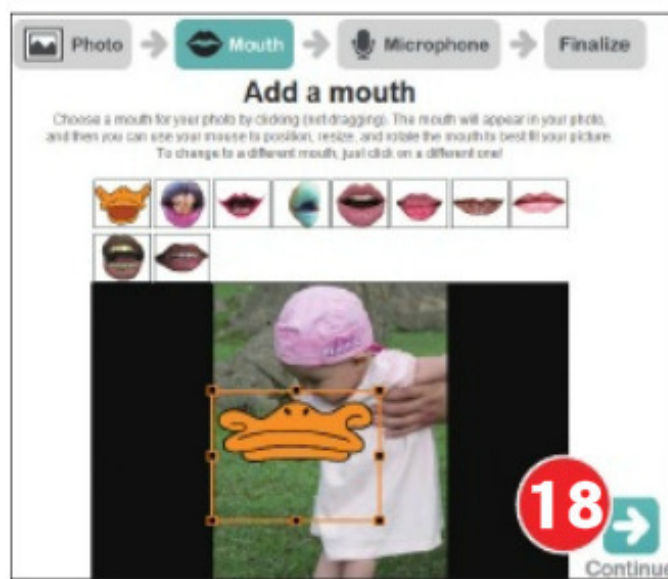 Photo Mouth Microphone Finalize
Add a mouth
Choose a mouth for your photo by clicking (not dragging). The mouth will appear in your photo,
and then you can use your mouse to position, resize, and rotate the mouth to best fit your picture.
To change to a different mouth, just click on a different one!
18
Continue